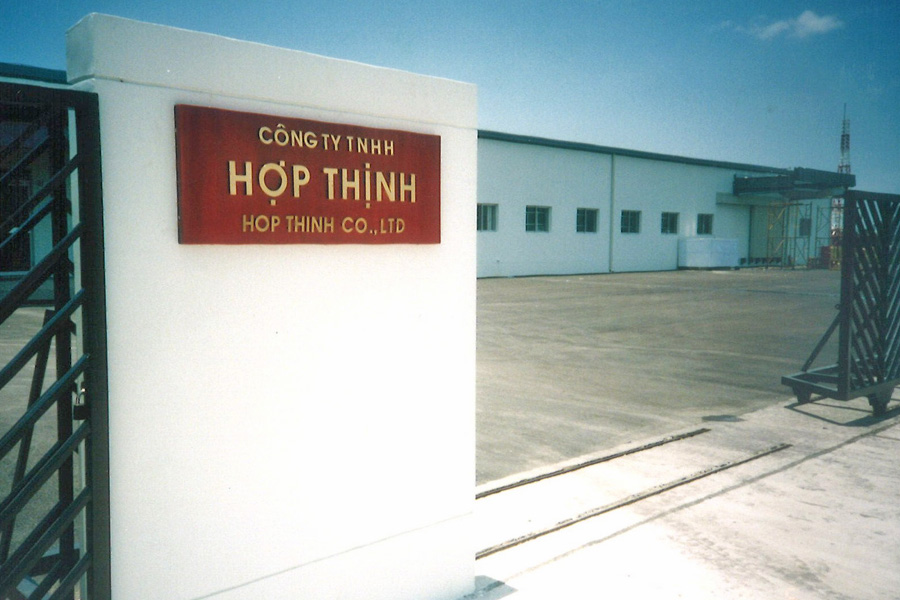 CÔNG TY TNHH
HỢP THỊNH
HOP THINH CO.,LTD